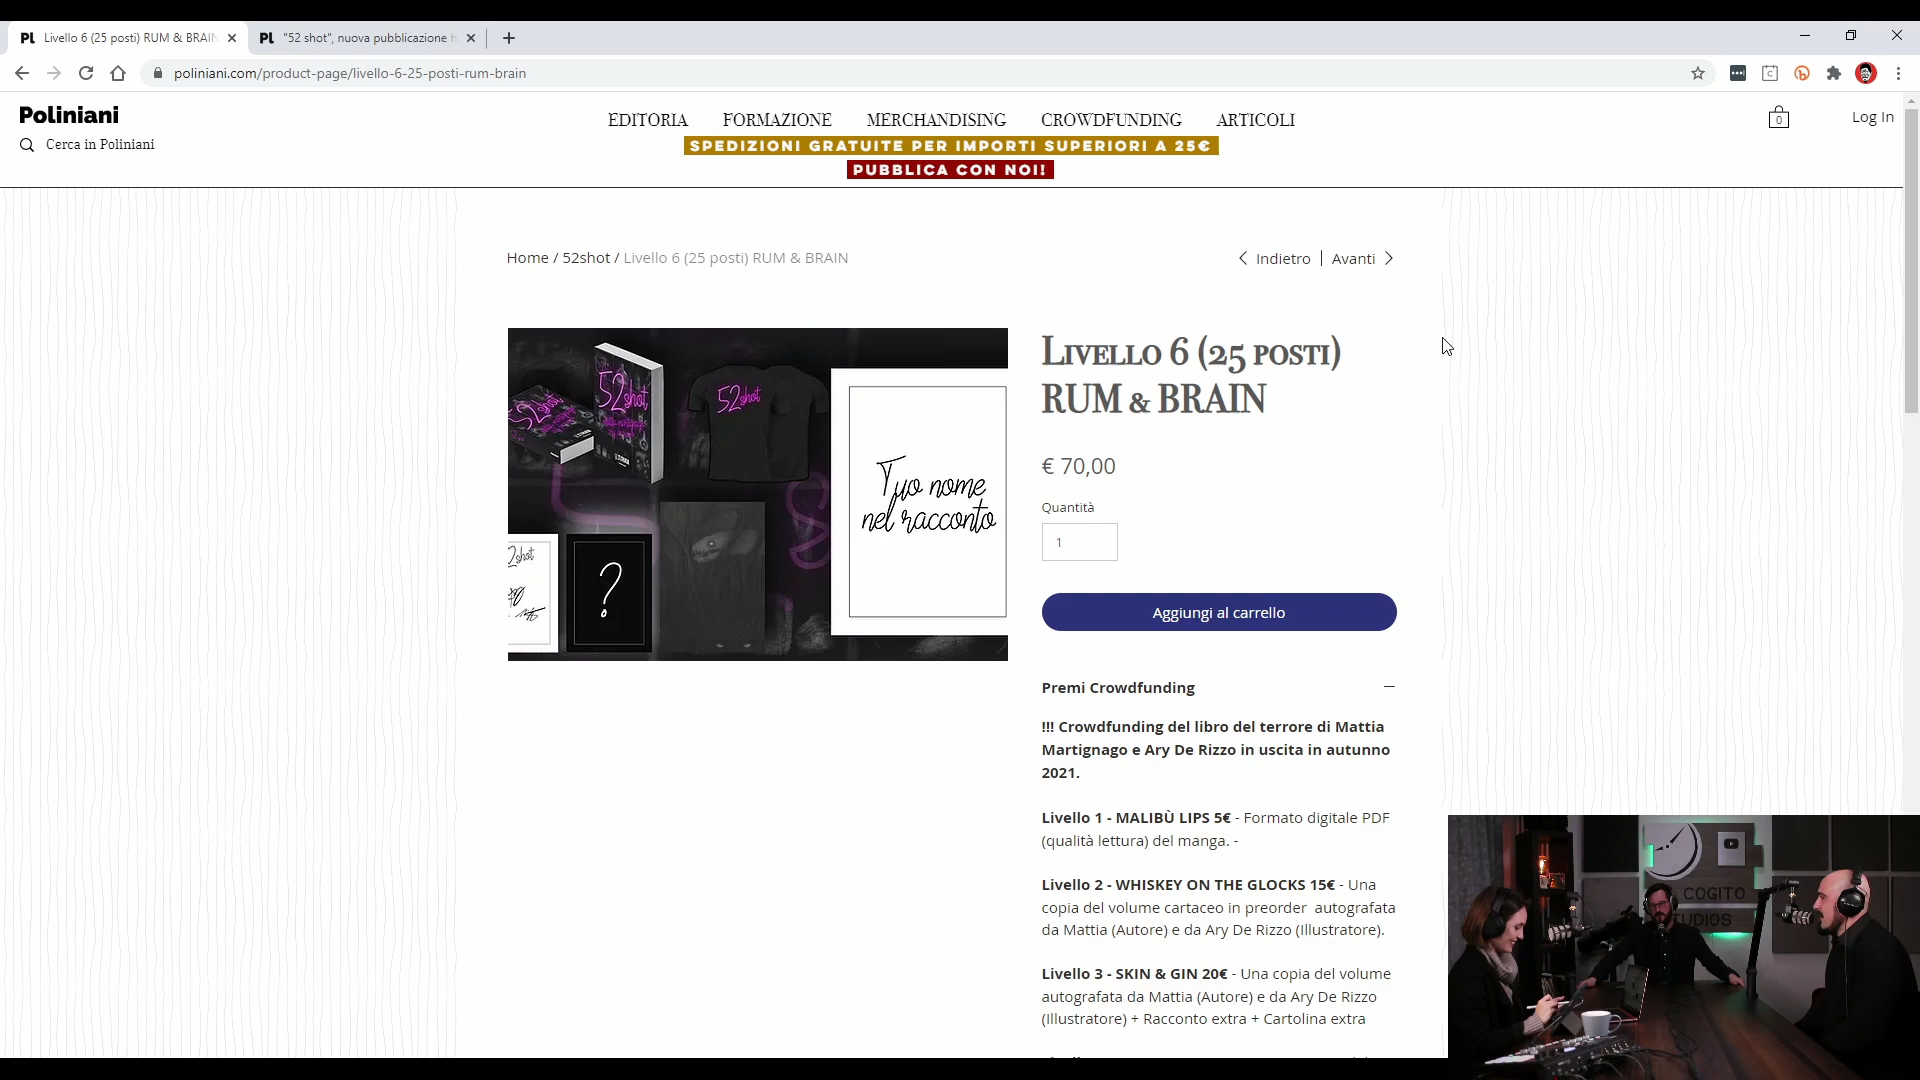 Livello 6 (25 posti) RUM & BRAIN
"52 shot", nuova pubblicazione
poliniani.com/product-page/livello-6-25-posti-rum-brain
Poliniani
Cerca in Poliniani
EDITORIA FORMAZIONE MERCHANDISING CROWDFUNDING ARTICOLI
SPEDIZIONI GRATUITE PER IMPORTI SUPERIORI A 25€
PUBBLICA CON NOI!
0
Log In
Home / 52shot / Livello 6 (25 posti) RUM & BRAIN
Indietro | Avanti
52shot
52shot
52shot
Tuo nome
nel racconto
2shot
?
Livello 6 (25 posti)
RUM & BRAIN
€ 70,00
Quantità
1
Aggiungi al carrello
Premi Crowdfunding
!!! Crowdfunding del libro del terrore di Mattia
Martignago e Ary De Rizzo in uscita in autunno
2021.
Livello 1 - MALIBÙ LIPS 5€ - Formato digitale PDF
(qualità lettura) del manga. -
Livello 2 - WHISKEY ON THE GLOCKS 15€ - Una
copia del volume cartaceo in preorder autografata
da Mattia (Autore) e da Ary De Rizzo (Illustratore).
Livello 3 - SKIN & GIN 20€ - Una copia del volume
autografata da Mattia (Autore) e da Ary De Rizzo
(Illustratore) + Racconto extra + Cartolina extra
COGITO
STUDIOS